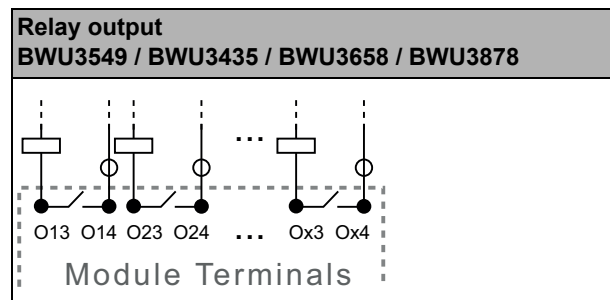 Relay output
BWU3549 / BWU3435 / BWU3658 / BWU3878
...
O13 O14 O23 O24 ... Ox3 Ox4
Module Terminals